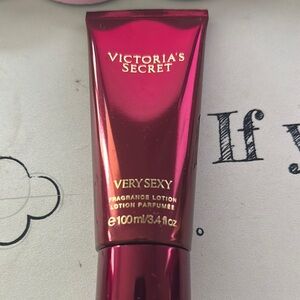 VICTORIA'S
SECRET
If y
VERY SEXY
FRAGRANCE LOTION
LOTION PARFUMÉE
℮100 ml/3.4 fl oz